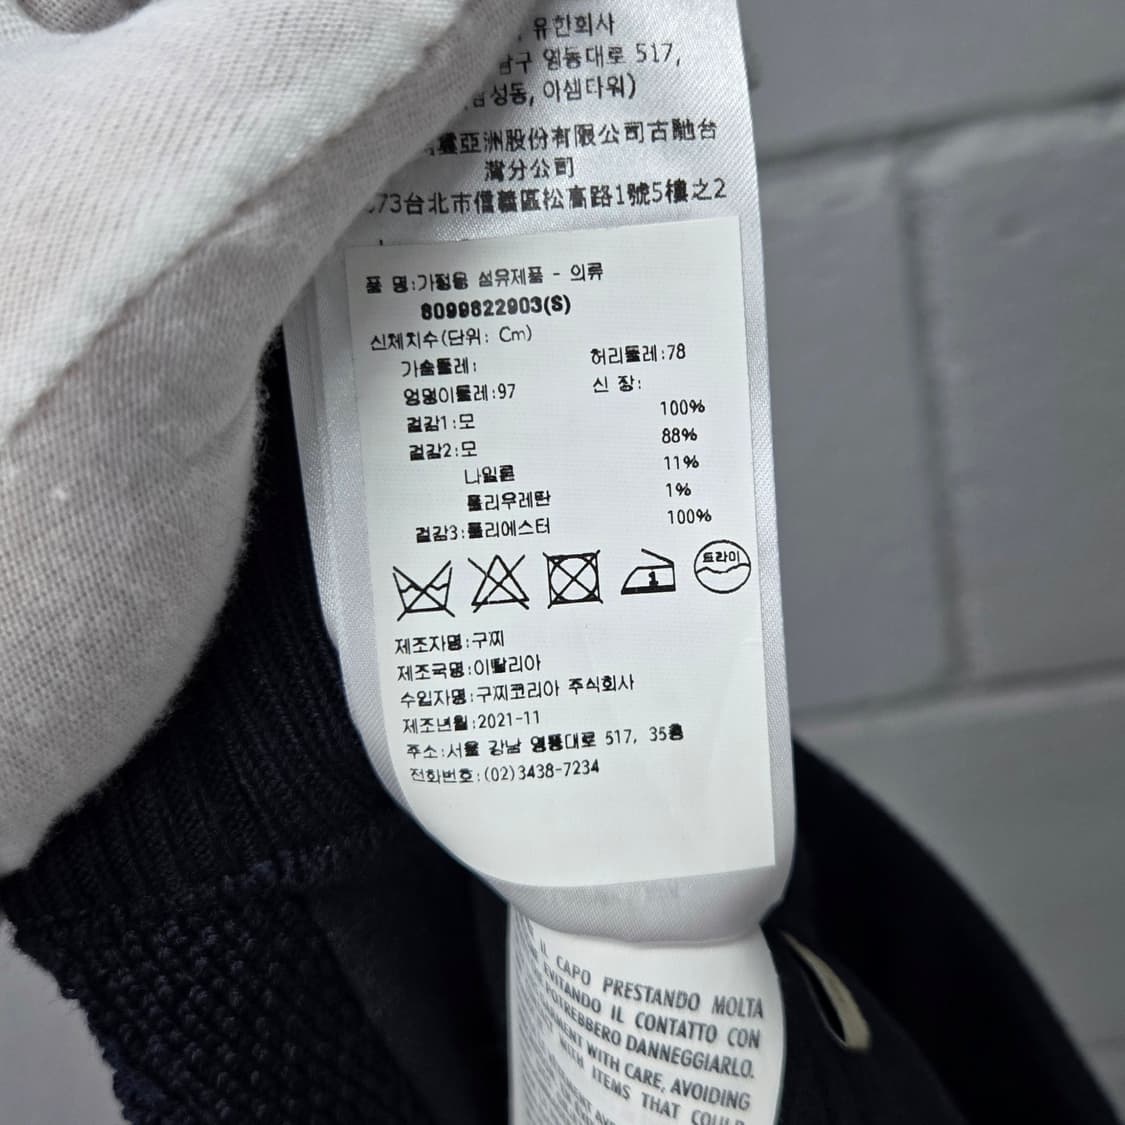 유한회사
영동대로 517,
아셈타워)
亞洲股份有限公司古馳台
灣分公司
73台北市信義區松高路1號5樓之2
품 명:가정용 섬유제품 - 의류
8099822903(S)
신체치수(단위: Cm)
가슴둘레: 허리둘레:78
엉덩이둘레:97 신 장:
겉감1:모 100%
겉감2:모 88%
나일론 11%
폴리우레탄 1%
겉감3:폴리에스터 100%
1 드라이
제조자명:구찌
제조국명:이탈리아
수입자명:구찌코리아 주식회사
제조년월:2021-11
주소:서울 강남 영동대로 517, 35층
전화번호:(02)3438-7234
IL CAPO PRESTANDO MOLTA
EVITANDO IL CONTATTO CON
POTREBBERO DANNEGGIARLO.
GARMENT WITH CARE, AVOIDING
WITH ITEMS THAT COULD